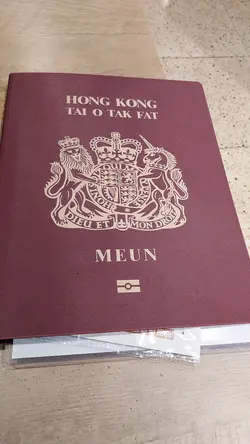 HONG KONG
TAI O TAK FAT
DIEU ET MON DROIT
MEUN